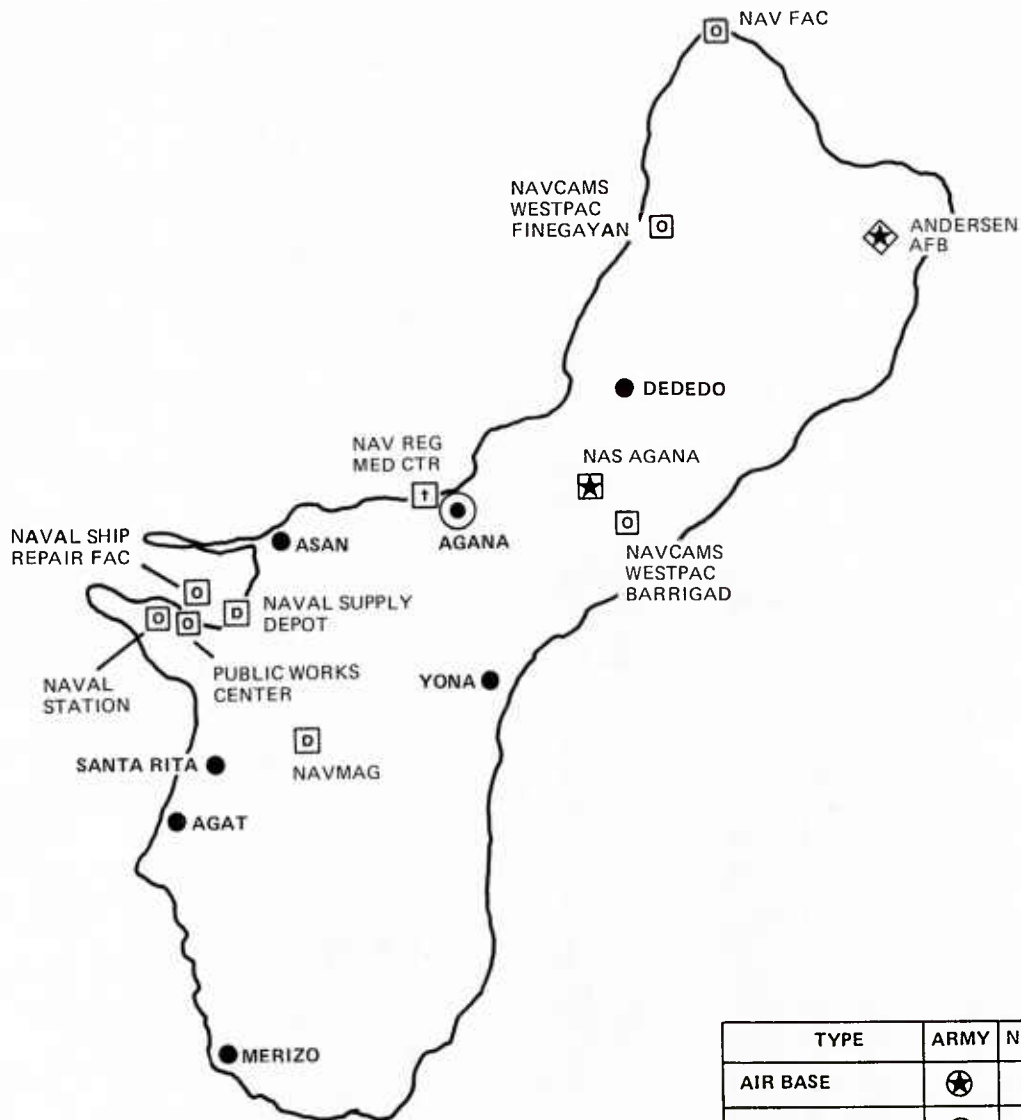 NAV FAC
NAVCAMS
WESTPAC
FINEGAYAN
ANDERSEN
AFB
DEDEDO
NAV REG
MED CTR
NAS AGANA
NAVAL SHIP
REPAIR FAC
ASAN
AGANA
NAVCAMS
WESTPAC
BARRIGAD
NAVAL SUPPLY
DEPOT
PUBLIC WORKS
CENTER
NAVAL
STATION
YONA
SANTA RITA
NAVMAG
AGAT
MERIZO
TYPE ARMY N
AIR BASE